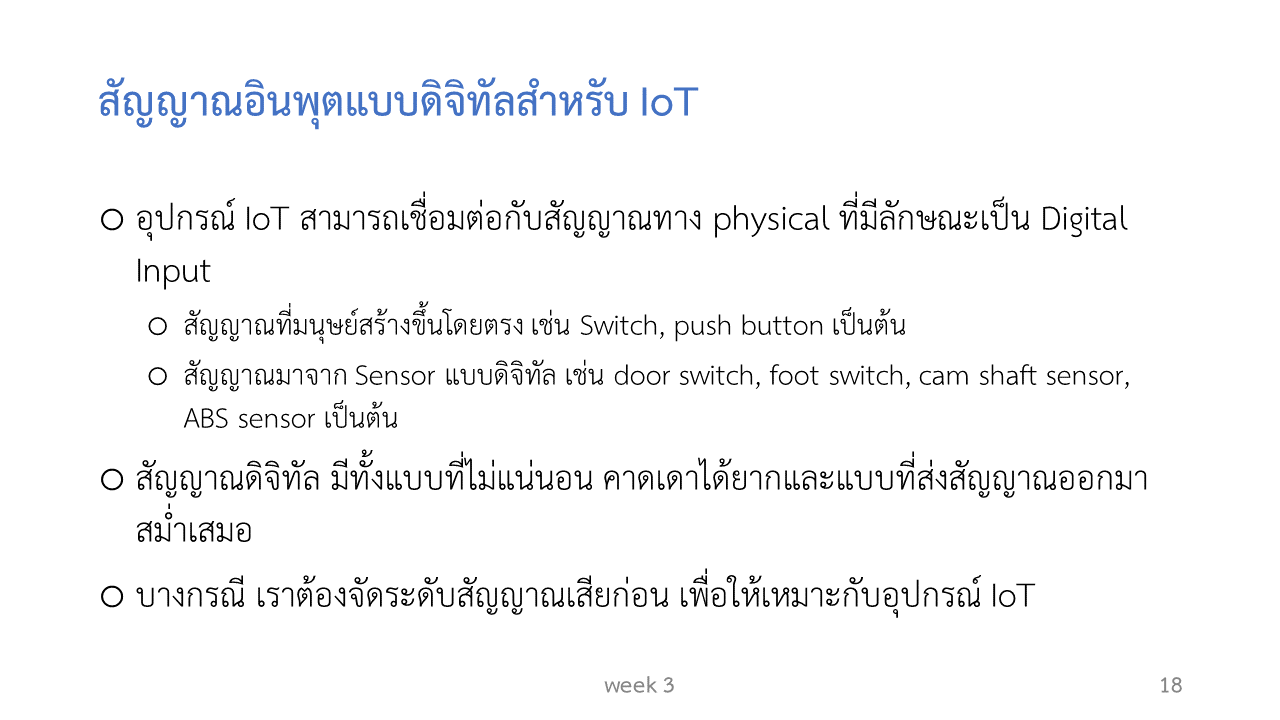 สัญญาณอินพุตแบบดิจิทัลสำหรับ IoT
อุปกรณ์ IoT สามารถเชื่อมต่อกับสัญญาณทาง physical ที่มีลักษณะเป็น Digital
Input
สัญญาณที่มนุษย์สร้างขึ้นโดยตรง เช่น Switch, push button เป็นต้น
สัญญาณมาจาก Sensor แบบดิจิทัล เช่น door switch, foot switch, cam shaft sensor,
ABS sensor เป็นต้น
สัญญาณดิจิทัล มีทั้งแบบที่ไม่แน่นอน คาดเดาได้ยากและแบบที่ส่งสัญญาณออกมา
สม่ำเสมอ
บางกรณี เราต้องจัดระดับสัญญาณเสียก่อน เพื่อให้เหมาะกับอุปกรณ์ IoT
week 3
18